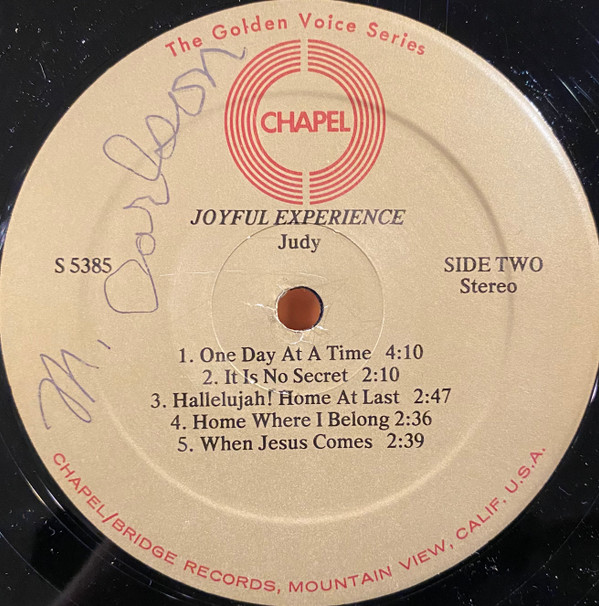 The Golden Voice Series
CHAPEL
JOYFUL EXPERIENCE
Judy
S 5385
SIDE TWO
Stereo
1. One Day At A Time 4:10
2. It Is No Secret 2:10
3. Hallelujah! Home At Last 2:47
4. Home Where I Belong 2:36
5. When Jesus Comes 2:39
CHAPEL/BRIDGE RECORDS, MOUNTAIN VIEW, CALIF. U.S.A.
M. Carlson